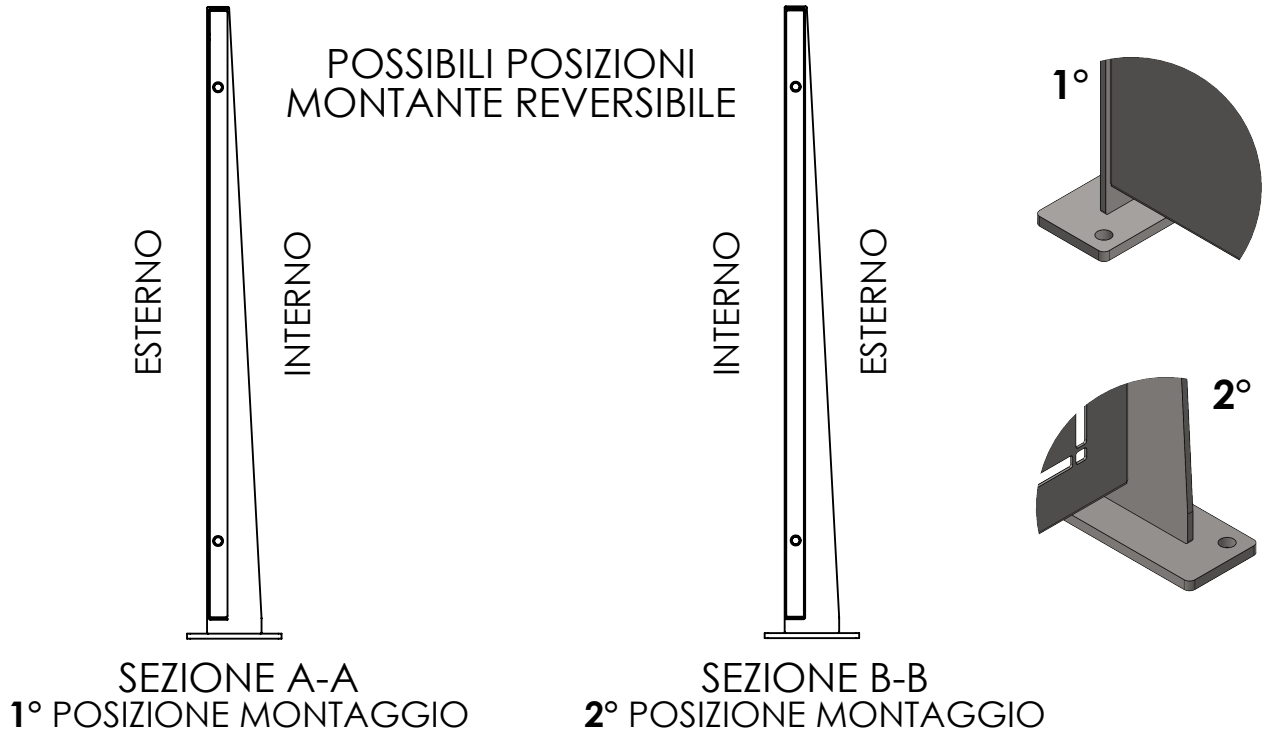 POSSIBILI POSIZIONI
MONTANTE REVERSIBILE
1°
ESTERNO
INTERNO
INTERNO
ESTERNO
2°
SEZIONE A-A
1° POSIZIONE MONTAGGIO
SEZIONE B-B
2° POSIZIONE MONTAGGIO